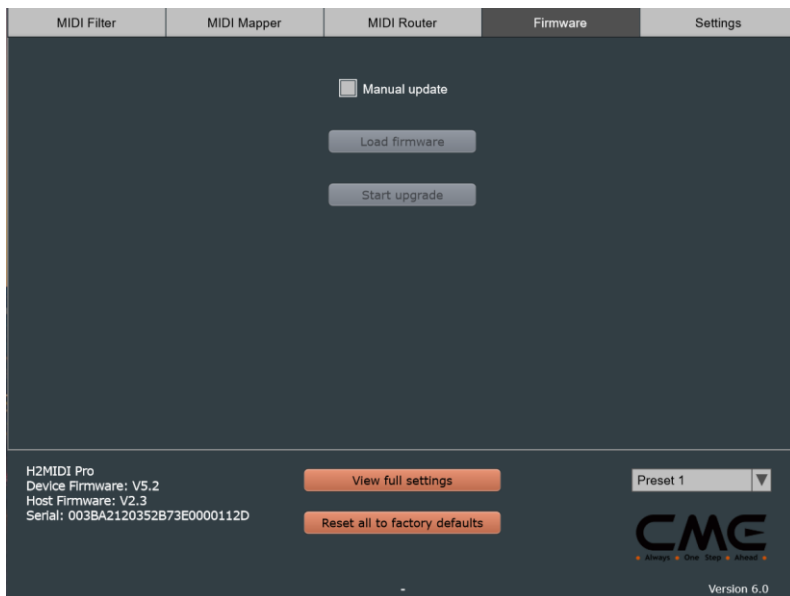 MIDI Filter MIDI Mapper MIDI Router Firmware Settings
Manual update
Load firmware
Start upgrade
H2MIDI Pro
Device Firmware: V5.2
Host Firmware: V2.3
Serial: 003BA2120352B73E0000112D
View full settings
Reset all to factory defaults
Preset 1
CME
Always One Step Ahead
-
Version 6.0